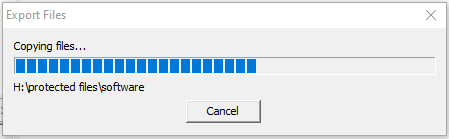 Export Files
Copying files...
H:\protected files\software
Cancel